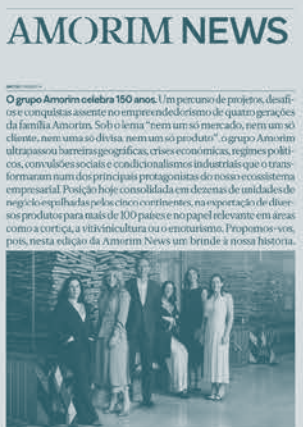 AMORIM NEWS
O grupo Amorim celebra 150 anos. Um percurso de projetos, desafi-
os e conquistas assente no empreendedorismo de quatro gerações
da família Amorim. Sob o lema "nem um só mercado, nem um só
cliente, nem uma só divisa, nem um só produto", o grupo Amorim
ultrapassou barreiras geográficas, crises económicas, regimes políti-
cos, convulsões sociais e condicionalismos industriais que o trans-
formaram num dos principais protagonistas do nosso ecossistema
empresarial. Posição hoje consolidada em dezenas de unidades de
negócio espalhadas pelos cinco continentes, na exportação de diver-
sos produtos para mais de 100 países e no papel relevante em áreas
como a cortiça, a vitivinicultura ou o enoturismo. Propomos-vos,
pois, nesta edição da Amorim News um brinde à nossa história.